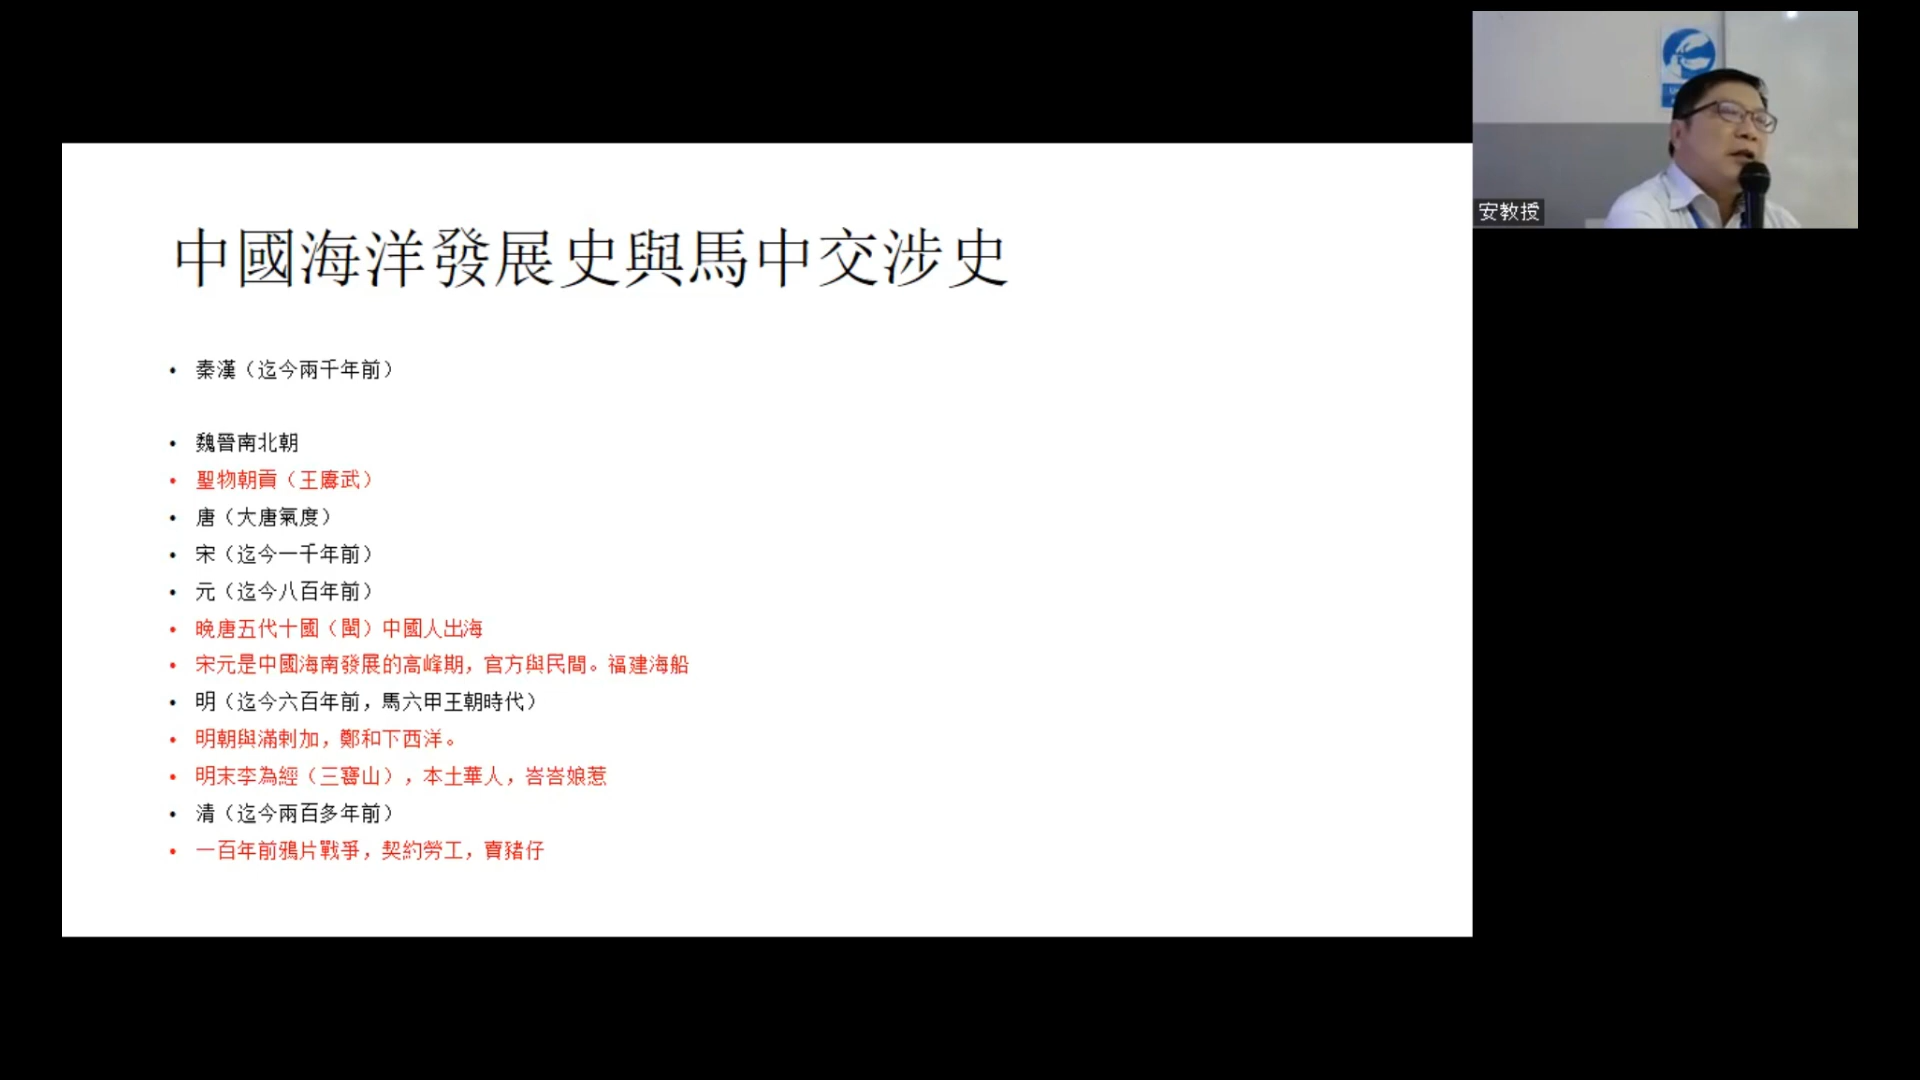 中國海洋發展史與馬中交涉史
• 秦漢（迄今兩千年前）
• 魏晉南北朝
• 聖物朝貢（王賡武）
• 唐（大唐氣度）
• 宋（迄今一千年前）
• 元（迄今八百年前）
• 晚唐五代十國（閩）中國人出海
• 宋元是中國海南發展的高峰期，官方與民間。福建海船
• 明（迄今六百年前，馬六甲王朝時代）
• 明朝與滿剌加，鄭和下西洋。
• 明末李為經（三寶山），本土華人，峇峇娘惹
• 清（迄今兩百多年前）
• 一百年前鴉片戰爭，契約勞工，賣豬仔
安教授